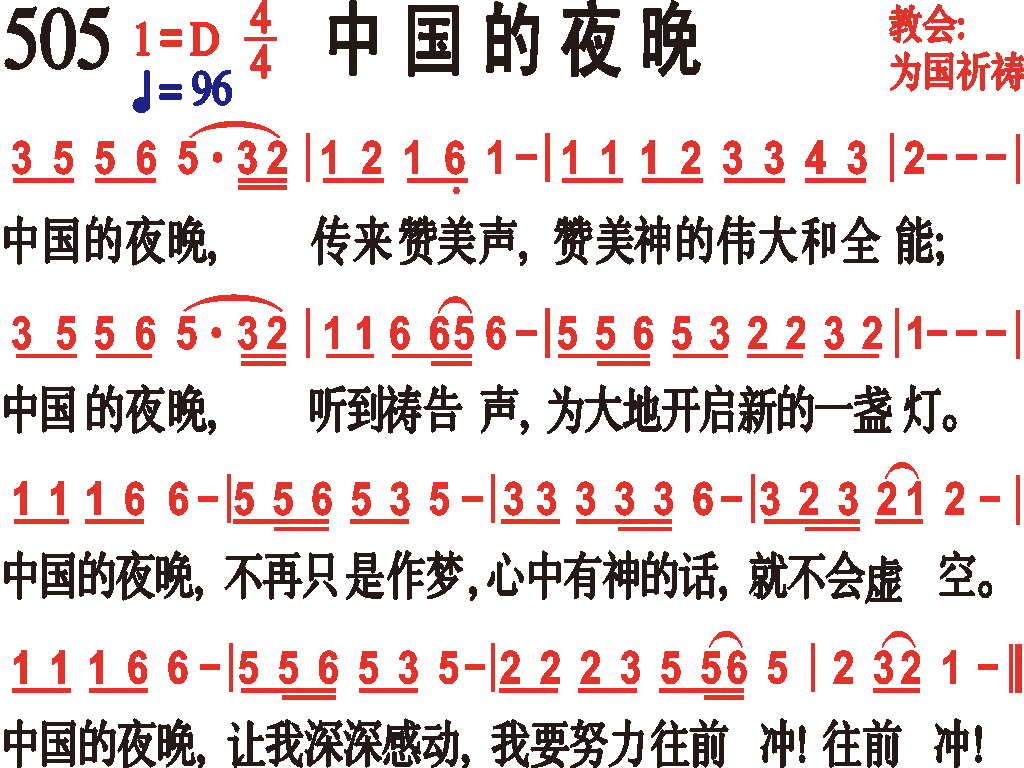 505 1=D 4/4 中国的夜晚 教会:
♩=96 为国祈祷
3 5 5 6 5·3 2 | 1 2 1 6̣ 1 - | 1 1 1 2 3 3 4 3 | 2 - - - |
中国的夜晚, 传来赞美声, 赞美神的伟大和全能;
3 5 5 6 5·3 2 | 1 1 6 6 5 6 - | 5 5 6 5 3 2 2 3 2 | 1 - - - |
中国的夜晚, 听到祷告声, 为大地开启新的一盏灯。
1 1 1 6 6 - | 5 5 6 5 3 5 - | 3 3 3 3 3 6 - | 3 2 3 2 1 2 - |
中国的夜晚, 不再只是作梦, 心中有神的话, 就不会虚空。
1 1 1 6 6 - | 5 5 6 5 3 5 - | 2 2 2 3 5 5 6 5 | 2 3 2 1 - ‖
中国的夜晚, 让我深深感动, 我要努力往前冲! 往前冲!